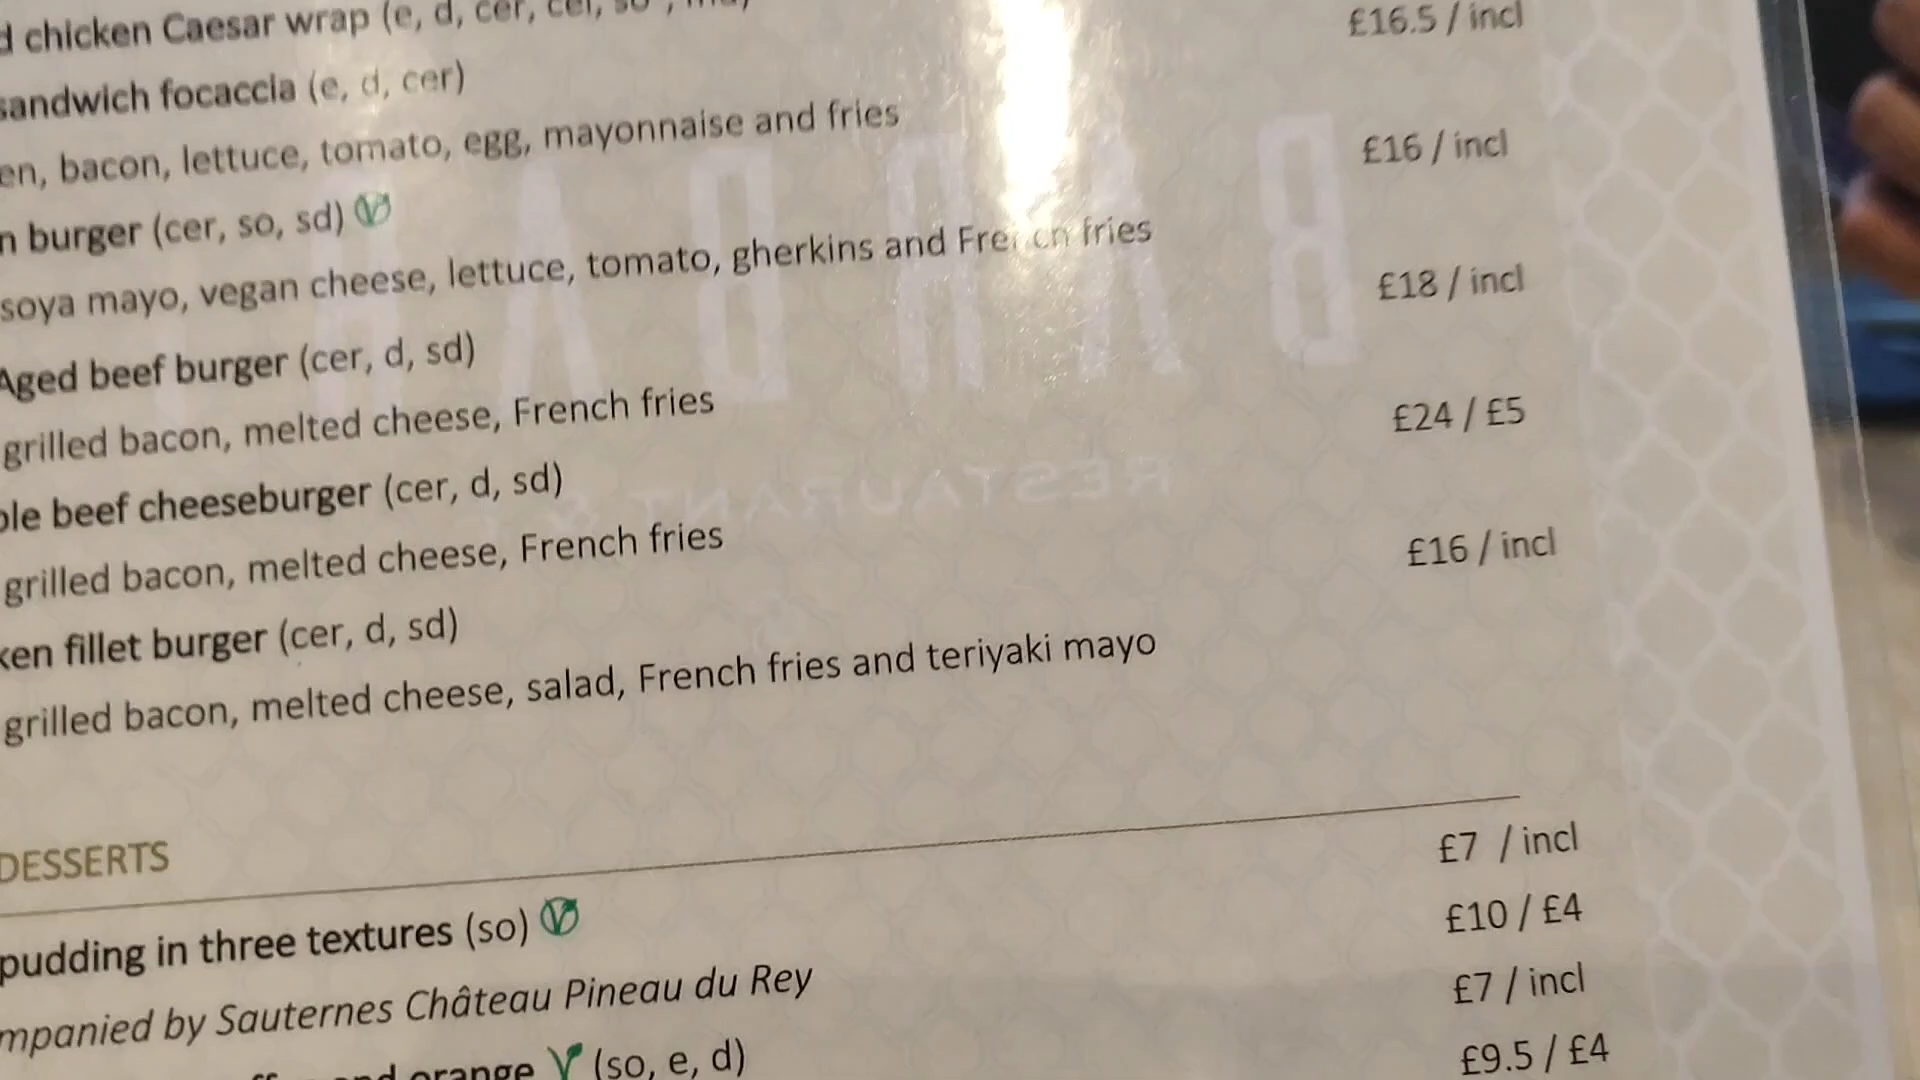 chicken Caesar wrap (e, d, cer, cel, so
£16.5 / incl
sandwich focaccia (e, d, cer)
en, bacon, lettuce, tomato, egg, mayonnaise and fries
£16 / incl
n burger (cer, so, sd)
soya mayo, vegan cheese, lettuce, tomato, gherkins and French fries
£18 / incl
Aged beef burger (cer, d, sd)
grilled bacon, melted cheese, French fries
£24 / £5
ble beef cheeseburger (cer, d, sd)
grilled bacon, melted cheese, French fries
£16 / incl
ken fillet burger (cer, d, sd)
grilled bacon, melted cheese, salad, French fries and teriyaki mayo
DESSERTS
£7 / incl
pudding in three textures (so)
£10 / £4
mpanied by Sauternes Château Pineau du Rey
£7 / incl
and orange V (so, e, d)
£9.5 / £4
RESTAURANT &